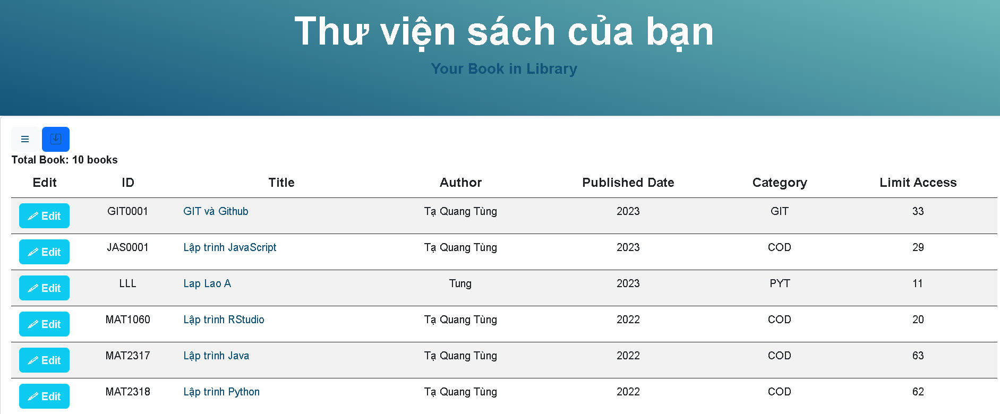 Thư viện sách của bạn
Your Book in Library
Total Book: 10 books
Edit ID Title Author Published Date Category Limit Access
Edit GIT0001 GIT và Github Tạ Quang Tùng 2023 GIT 33
Edit JAS0001 Lập trình JavaScript Tạ Quang Tùng 2023 COD 29
Edit LLL Lap Lao A Tung 2023 PYT 11
Edit MAT1060 Lập trình RStudio Tạ Quang Tùng 2022 COD 20
Edit MAT2317 Lập trình Java Tạ Quang Tùng 2022 COD 63
Edit MAT2318 Lập trình Python Tạ Quang Tùng 2022 COD 62